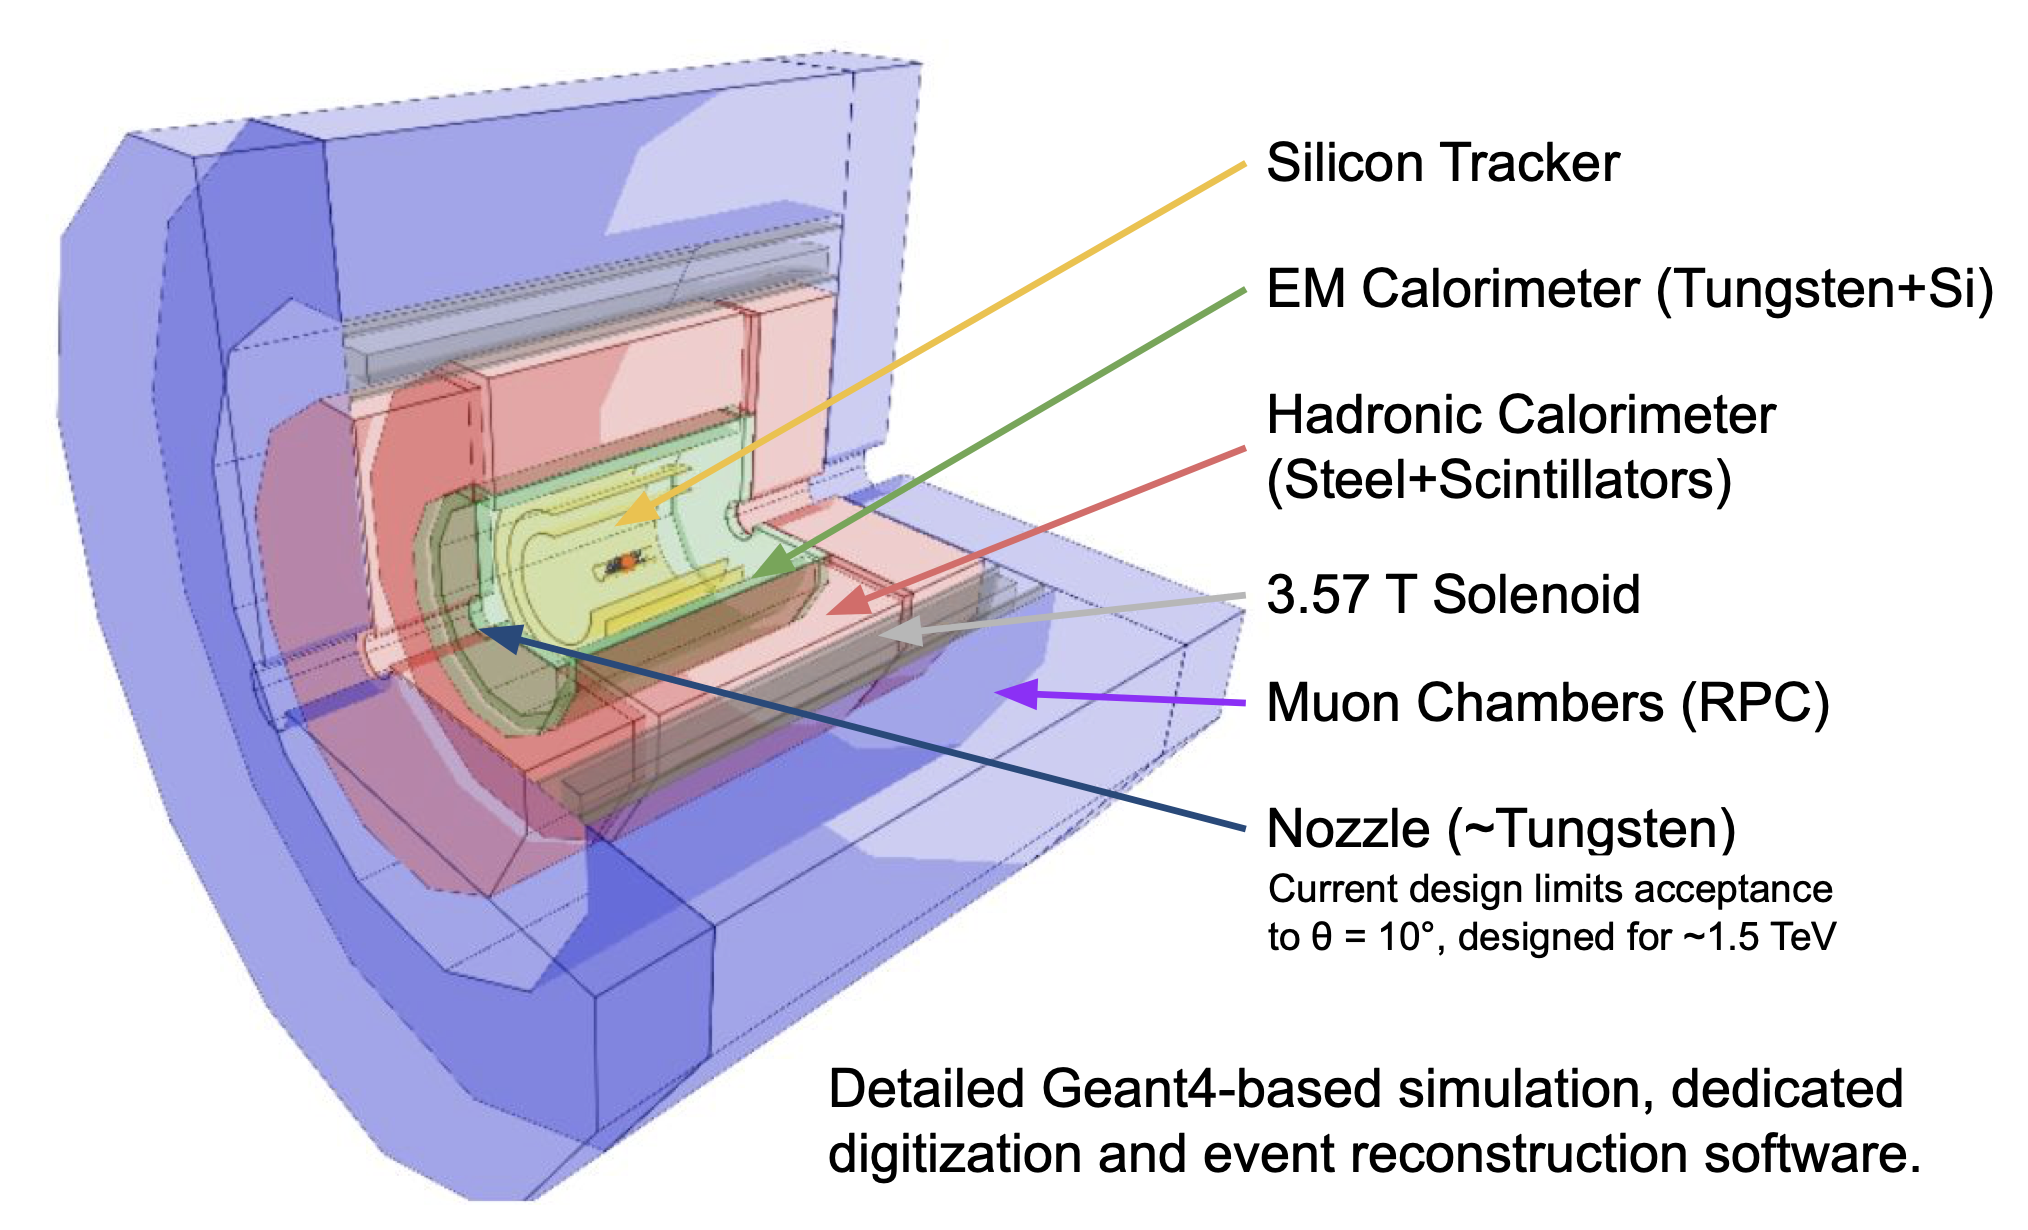 Silicon Tracker
EM Calorimeter (Tungsten+Si)
Hadronic Calorimeter
(Steel+Scintillators)
3.57 T Solenoid
Muon Chambers (RPC)
Nozzle (~Tungsten)
Current design limits acceptance
to θ = 10°, designed for ~1.5 TeV
Detailed Geant4-based simulation, dedicated
digitization and event reconstruction software.